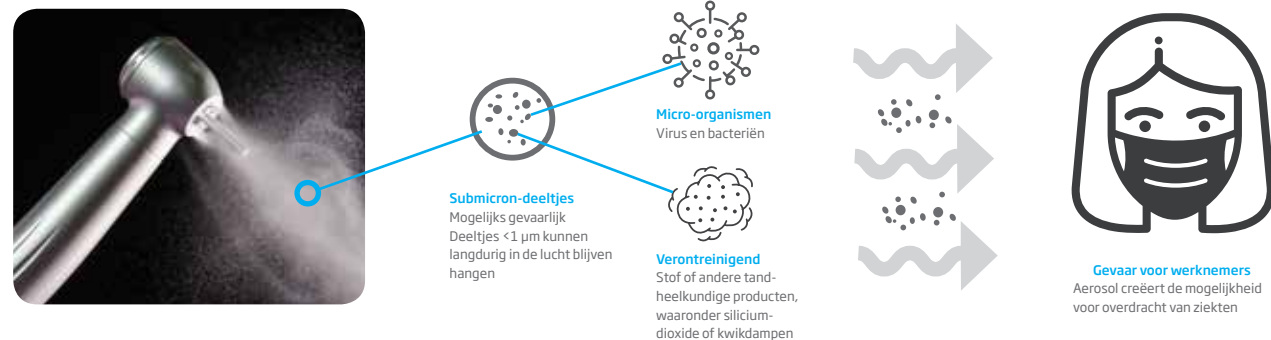 Submicron-deeltjes
Mogelijks gevaarlijk
Deeltjes <1 µm kunnen
langdurig in de lucht blijven
hangen
Micro-organismen
Virus en bacteriën
Verontreinigend
Stof of andere tand-
heelkundige producten,
waaronder silicium-
dioxide of kwikdampen
Gevaar voor werknemers
Aerosol creëert de mogelijkheid
voor overdracht van ziekten